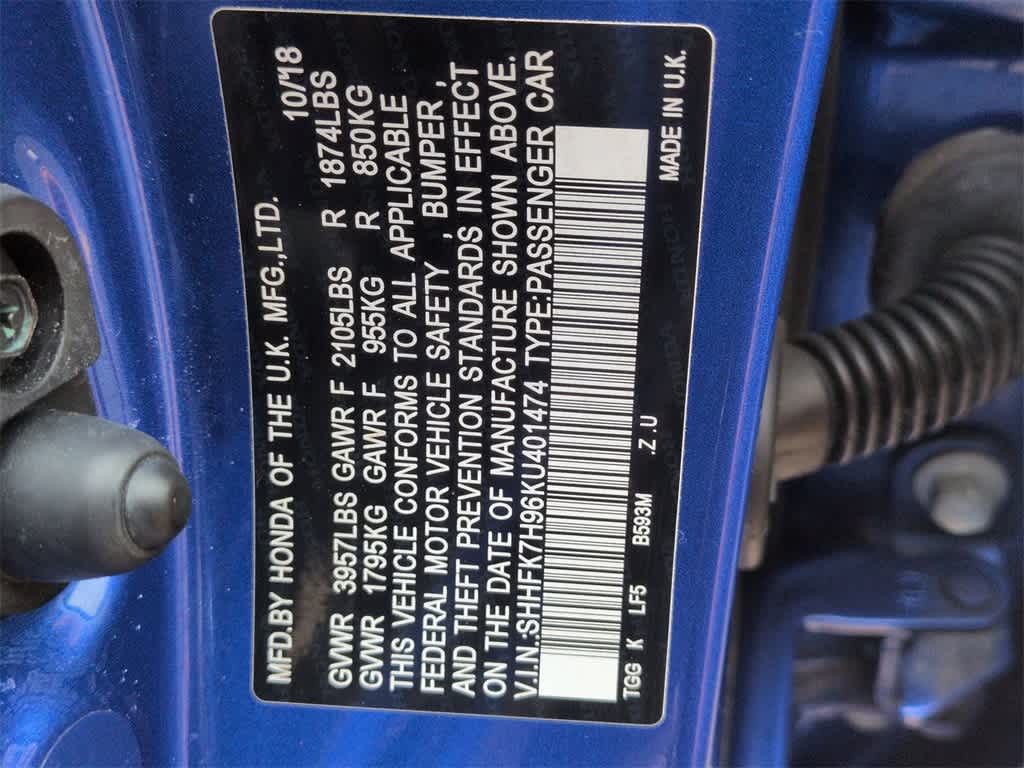 MFD.BY HONDA OF THE U.K. MFG.,LTD. 10/18
GVWR 3957LBS GAWR F 2105LBS R 1874LBS
GVWR 1795KG GAWR F 955KG R 850KG
THIS VEHICLE CONFORMS TO ALL APPLICABLE
FEDERAL MOTOR VEHICLE SAFETY , BUMPER ,
AND THEFT PREVENTION STANDARDS IN EFFECT
ON THE DATE OF MANUFACTURE SHOWN ABOVE.
V.I.N.:SHHFK7H96KU401474 TYPE:PASSENGER CAR
TGG K LF5 B593M .Z.U MADE IN U.K.